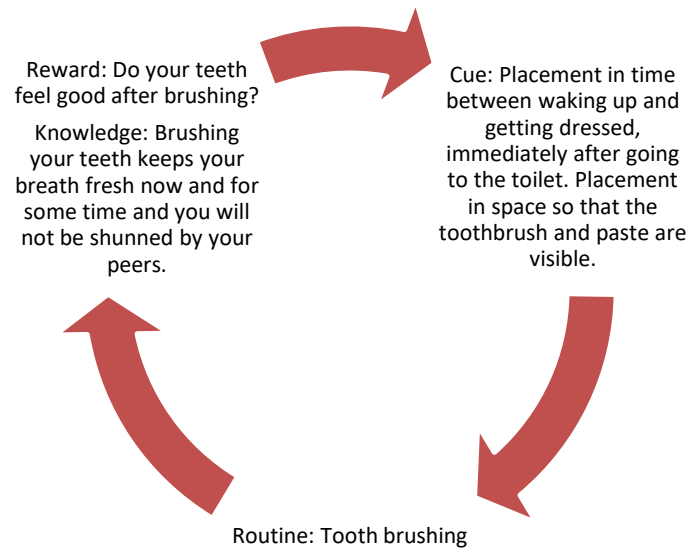 Reward: Do your teeth
feel good after brushing?
Knowledge: Brushing
your teeth keeps your
breath fresh now and for
some time and you will
not be shunned by your
peers.
Cue: Placement in time
between waking up and
getting dressed,
immediately after going
to the toilet. Placement
in space so that the
toothbrush and paste are
visible.
Routine: Tooth brushing